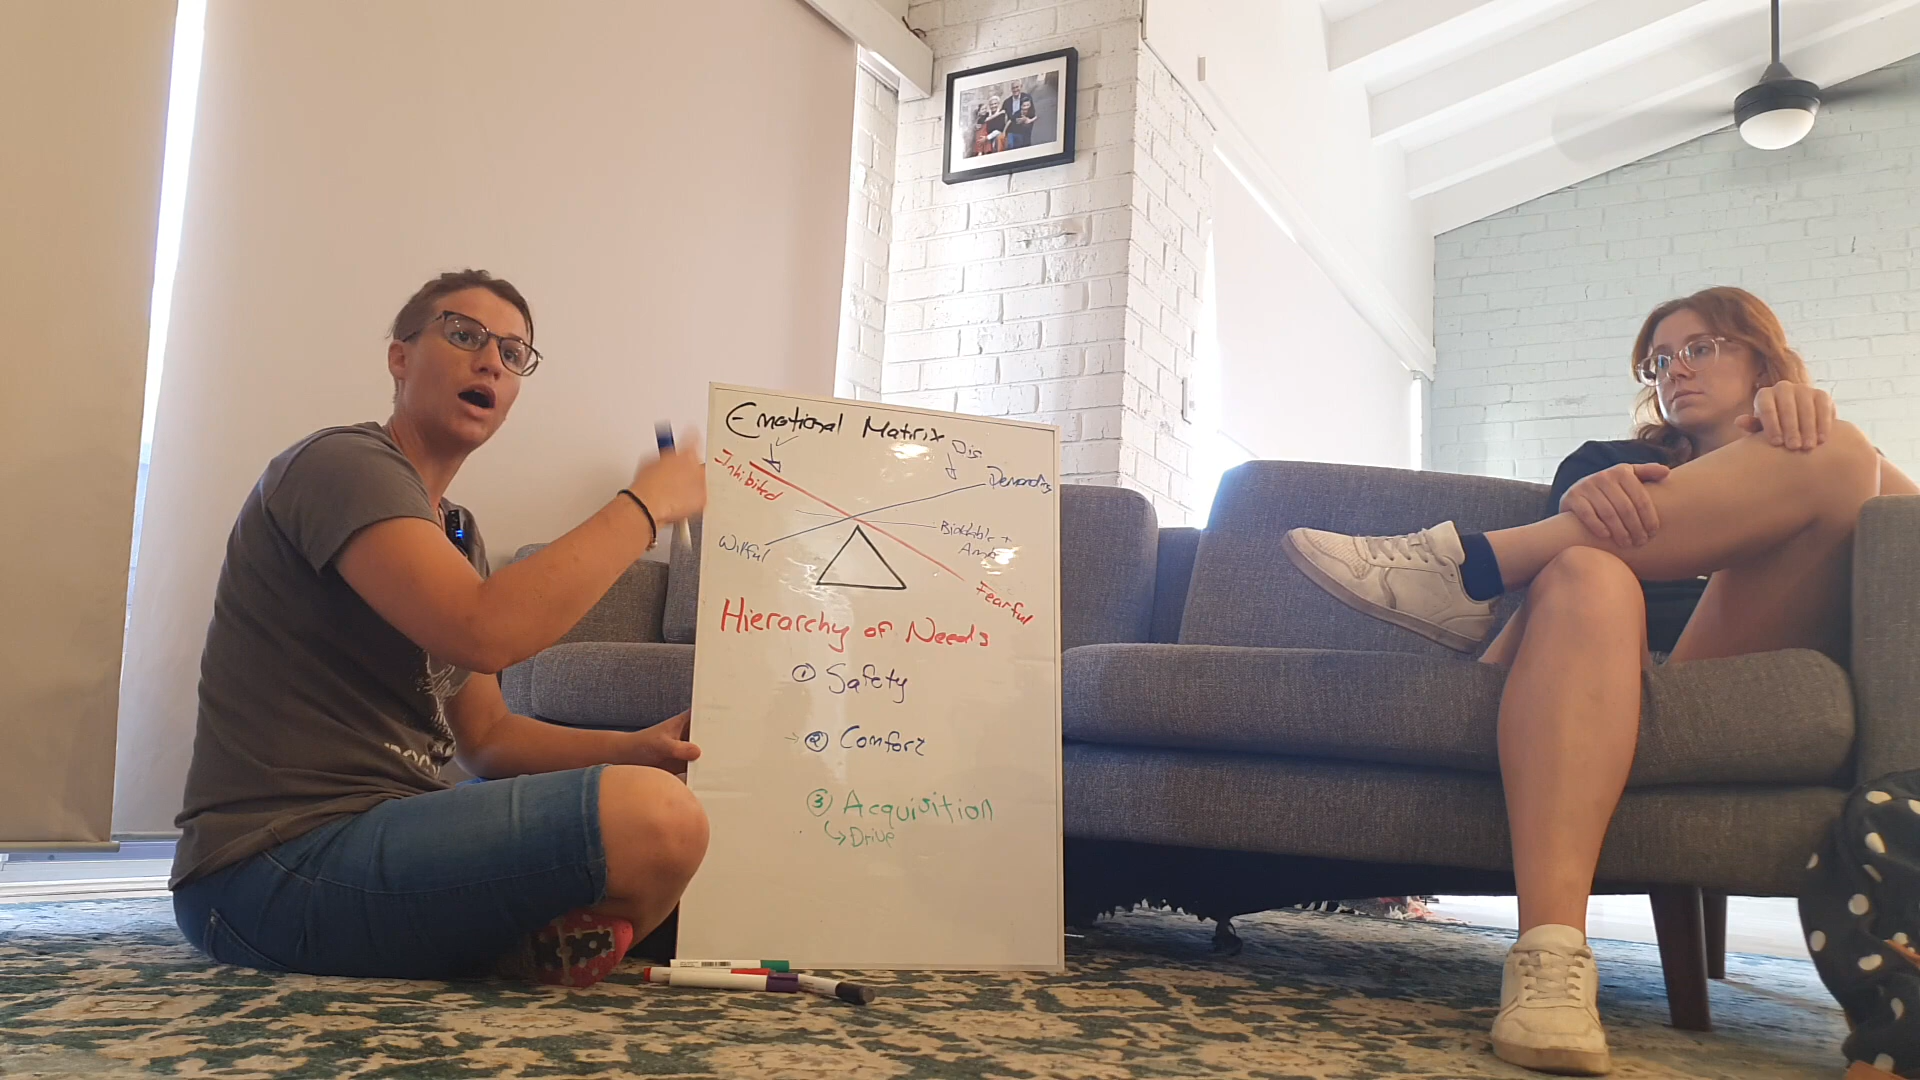 Emotional Matrix
Dis
Inhibited
Demanding
Willful
Biddable +
Fearful
Hierarchy of Needs
① Safety
→ ② Comfort
③ Acquisition
↳ Drive